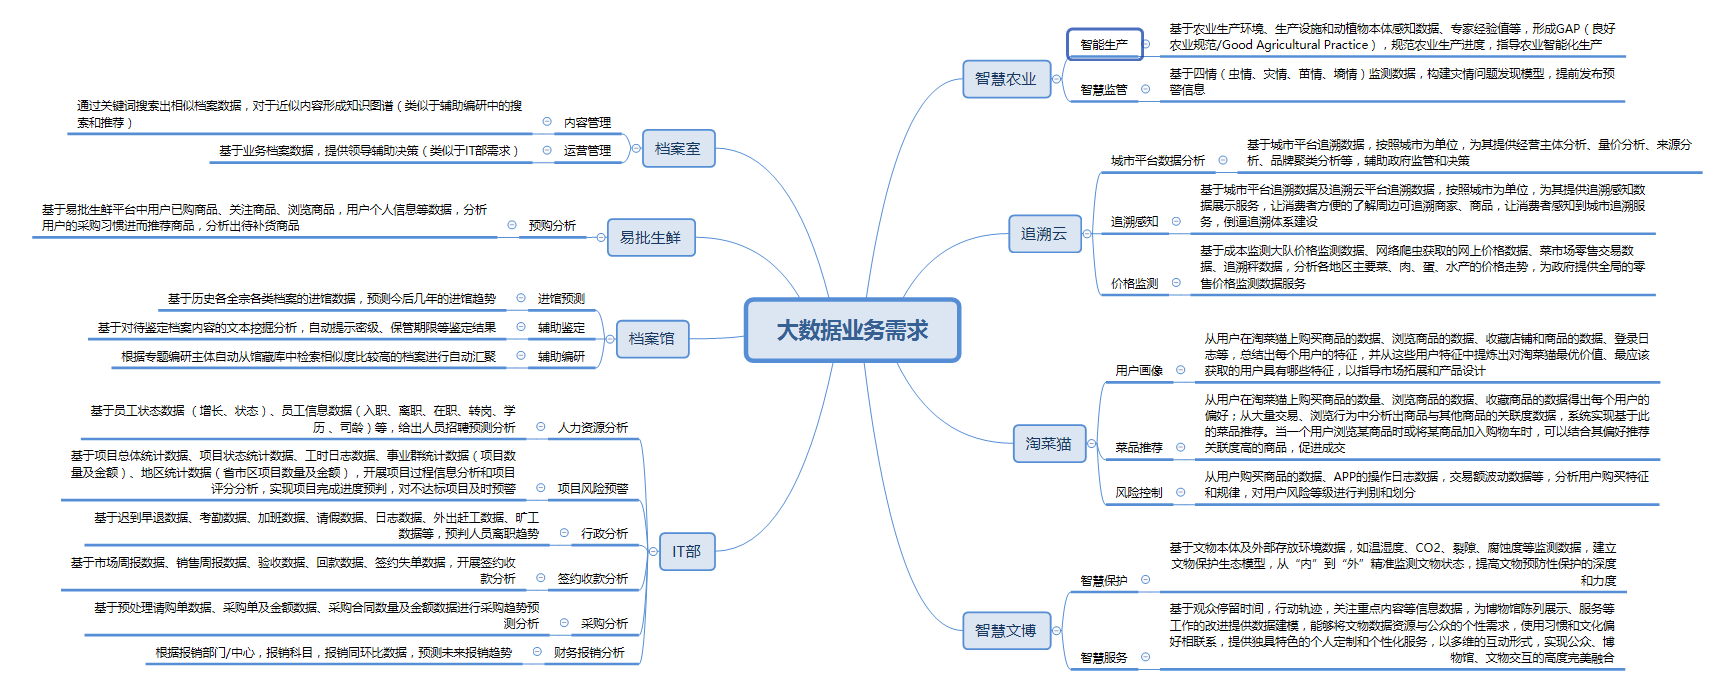 大数据业务需求
智慧农业
智能生产
基于农业生产环境、生产设施和动植物本体感知数据、专家经验值等，形成GAP（良好
农业规范/Good Agricultural Practice），规范农业生产进度，指导农业智能化生产
智慧监管
基于四情（虫情、灾情、苗情、墒情）监测数据，构建灾情问题发现模型，提前发布预
警信息
追溯云
城市平台数据分析
基于城市平台追溯数据，按照城市为单位，为其提供经营主体分析、量价分析、来源分
析、品牌聚类分析等，辅助政府监管和决策
追溯感知
基于城市平台追溯数据及追溯云平台追溯数据，按照城市为单位，为其提供追溯感知数
据展示服务，让消费者方便的了解周边可追溯商家、商品，让消费者感知到城市追溯服
务，倒逼追溯体系建设
价格监测
基于成本监测大队价格监测数据、网络爬虫获取的网上价格数据、菜市场零售交易数
据、追溯秤数据，分析各地区主要菜、肉、蛋、水产的价格走势，为政府提供全局的零
售价格监测数据服务
淘菜猫
用户画像
从用户在淘菜猫上购买商品的数据、浏览商品的数据、收藏店铺和商品的数据、登录日
志等，总结出每个用户的特征，并从这些用户特征中提炼出对淘菜猫最优价值、最应该
获取的用户具有哪些特征，以指导市场拓展和产品设计
菜品推荐
从用户在淘菜猫上购买商品的数量、浏览商品的数据、收藏商品的数据得出每个用户的
偏好；从大量交易、浏览行为中分析出商品与其他商品的关联度数据，系统实现基于此
的菜品推荐。当一个用户浏览某商品时或将某商品加入购物车时，可以结合其偏好推荐
关联度高的商品，促进成交
风险控制
从用户购买商品的数据、APP的操作日志数据，交易额波动数据等，分析用户购买特征
和规律，对用户风险等级进行判别和划分
智慧文博
智慧保护
基于文物本体及外部存放环境数据，如温湿度、CO2、裂隙、腐蚀度等监测数据，建立
文物保护生态模型，从“内”到“外”精准监测文物状态，提高文物预防性保护的深度
和力度
智慧服务
基于观众停留时间，行动轨迹，关注重点内容等信息数据，为博物馆陈列展示、服务等
工作的改进提供数据建模，能够将文物数据资源与公众的个性需求，使用习惯和文化偏
好相联系，提供独具特色的个人定制和个性化服务，以多维的互动形式，实现公众、博
物馆、文物交互的高度完美融合
档案室
内容管理
通过关键词搜索出相似档案数据，对于近似内容形成知识图谱（类似于辅助编研中的搜
索和推荐）
运营管理
基于业务档案数据，提供领导辅助决策（类似于IT部需求）
易批生鲜
预购分析
基于易批生鲜平台中用户已购商品、关注商品、浏览商品，用户个人信息等数据，分析
用户的采购习惯进而推荐商品，分析出待补货商品
档案馆
进馆预测
基于历史各全宗各类档案的进馆数据，预测今后几年的进馆趋势
辅助鉴定
基于对待鉴定档案内容的文本挖掘分析，自动提示密级、保管期限等鉴定结果
辅助编研
根据专题编研主体自动从馆藏库中检索相似度比较高的档案进行自动汇聚
IT部
人力资源分析
基于员工状态数据 （增长、状态）、员工信息数据（入职、离职、在职、转岗、学
历 、司龄）等，给出人员招聘预测分析
项目风险预警
基于项目总体统计数据、项目状态统计数据、工时日志数据、事业群统计数据（项目数
量及金额）、地区统计数据（省市区项目数量及金额），开展项目过程信息分析和项目
评分分析，实现项目完成进度预判，对不达标项目及时预警
行政分析
基于迟到早退数据、考勤数据、加班数据、请假数据、日志数据、外出赶工数据、旷工
数据等，预判人员离职趋势
签约收款分析
基于市场周报数据、销售周报数据、验收数据、回款数据、签约失单数据，开展签约收
款分析
采购分析
基于预处理请购单数据、采购单及金额数据、采购合同数量及金额数据进行采购趋势预
测分析
财务报销分析
根据报销部门/中心，报销科目，报销同环比数据，预测未来报销趋势